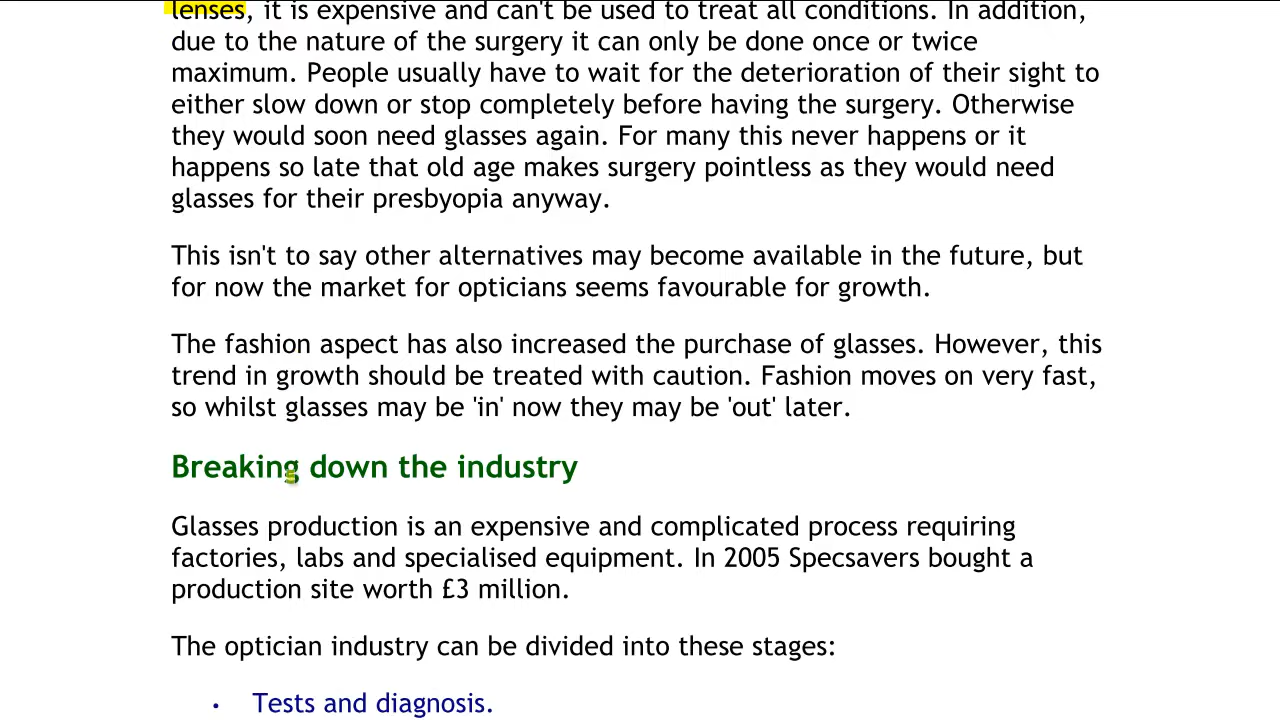 lenses, it is expensive and can't be used to treat all conditions. In addition,
due to the nature of the surgery it can only be done once or twice
maximum. People usually have to wait for the deterioration of their sight to
either slow down or stop completely before having the surgery. Otherwise
they would soon need glasses again. For many this never happens or it
happens so late that old age makes surgery pointless as they would need
glasses for their presbyopia anyway.
This isn't to say other alternatives may become available in the future, but
for now the market for opticians seems favourable for growth.
The fashion aspect has also increased the purchase of glasses. However, this
trend in growth should be treated with caution. Fashion moves on very fast,
so whilst glasses may be 'in' now they may be 'out' later.
Breaking down the industry
Glasses production is an expensive and complicated process requiring
factories, labs and specialised equipment. In 2005 Specsavers bought a
production site worth £3 million.
The optician industry can be divided into these stages:
• Tests and diagnosis.